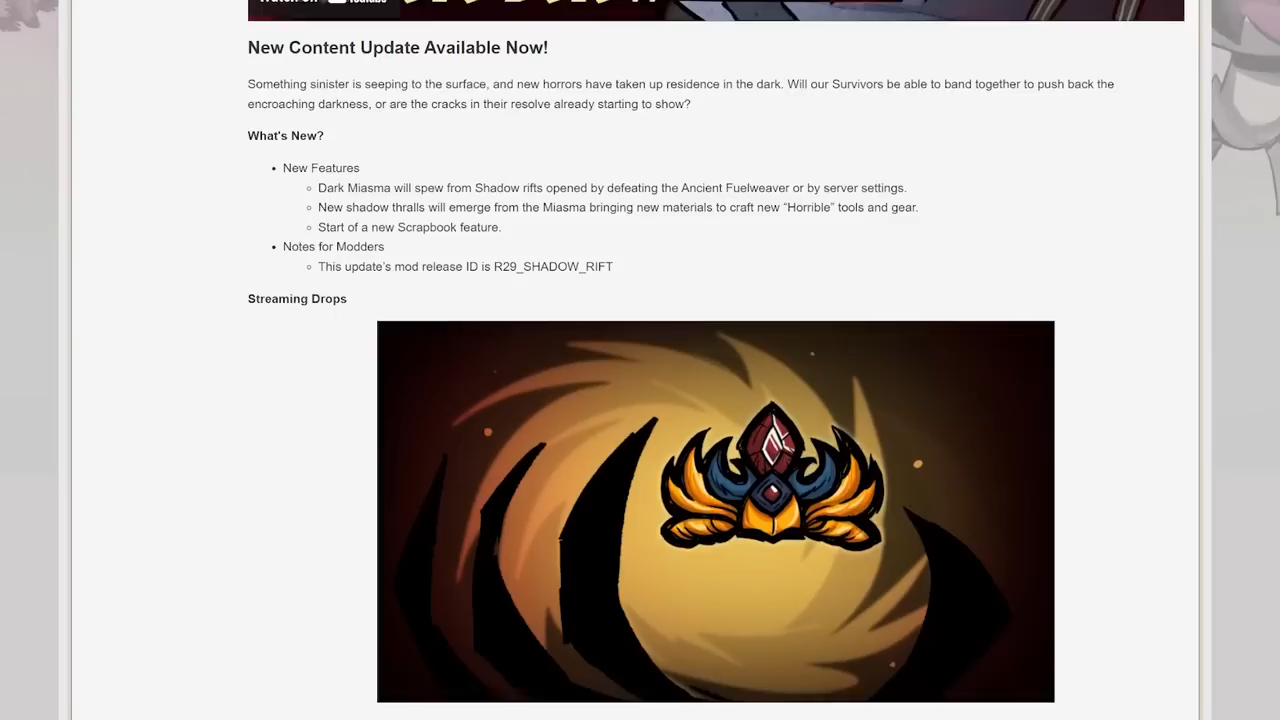 Watch on YouTube
New Content Update Available Now!
Something sinister is seeping to the surface, and new horrors have taken up residence in the dark. Will our Survivors be able to band together to push back the
encroaching darkness, or are the cracks in their resolve already starting to show?
What's New?
New Features
Dark Miasma will spew from Shadow rifts opened by defeating the Ancient Fuelweaver or by server settings.
New shadow thralls will emerge from the Miasma bringing new materials to craft new “Horrible” tools and gear.
Start of a new Scrapbook feature.
Notes for Modders
This update’s mod release ID is R29_SHADOW_RIFT
Streaming Drops